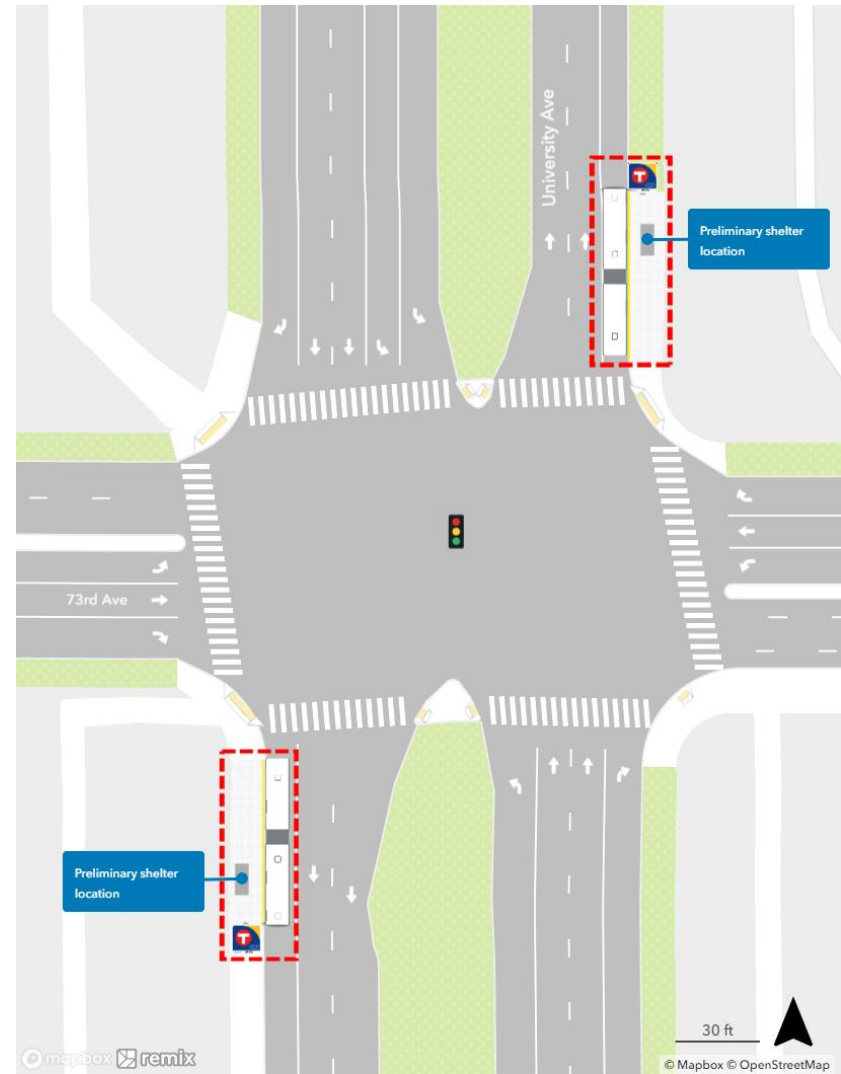 University Ave
Preliminary shelter
location
73rd Ave
Preliminary shelter
location
30 ft
mapbox remix
© Mapbox © OpenStreetMap